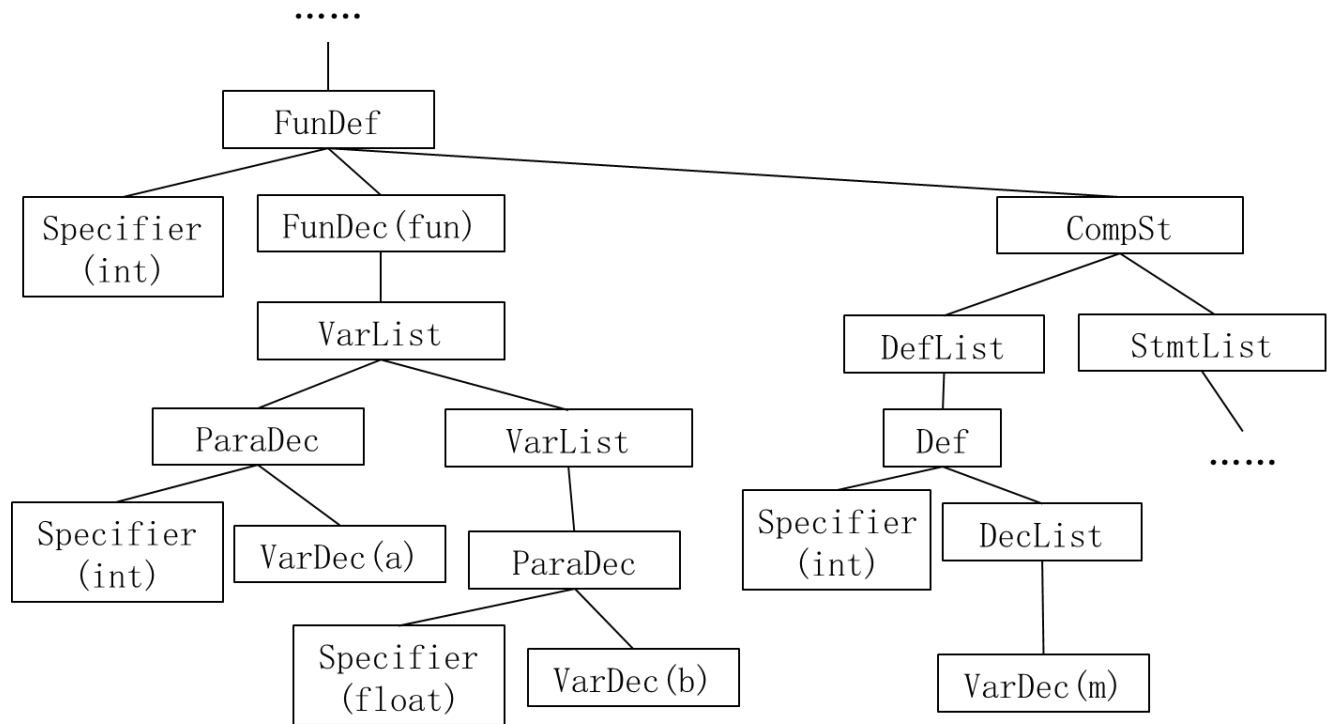 ……
FunDef
Specifier
(int)
FunDec(fun)
CompSt
VarList
DefList
StmtList
ParaDec
VarList
Def
……
Specifier
(int)
VarDec(a)
ParaDec
Specifier
(int)
DecList
Specifier
(float)
VarDec(b)
VarDec(m)